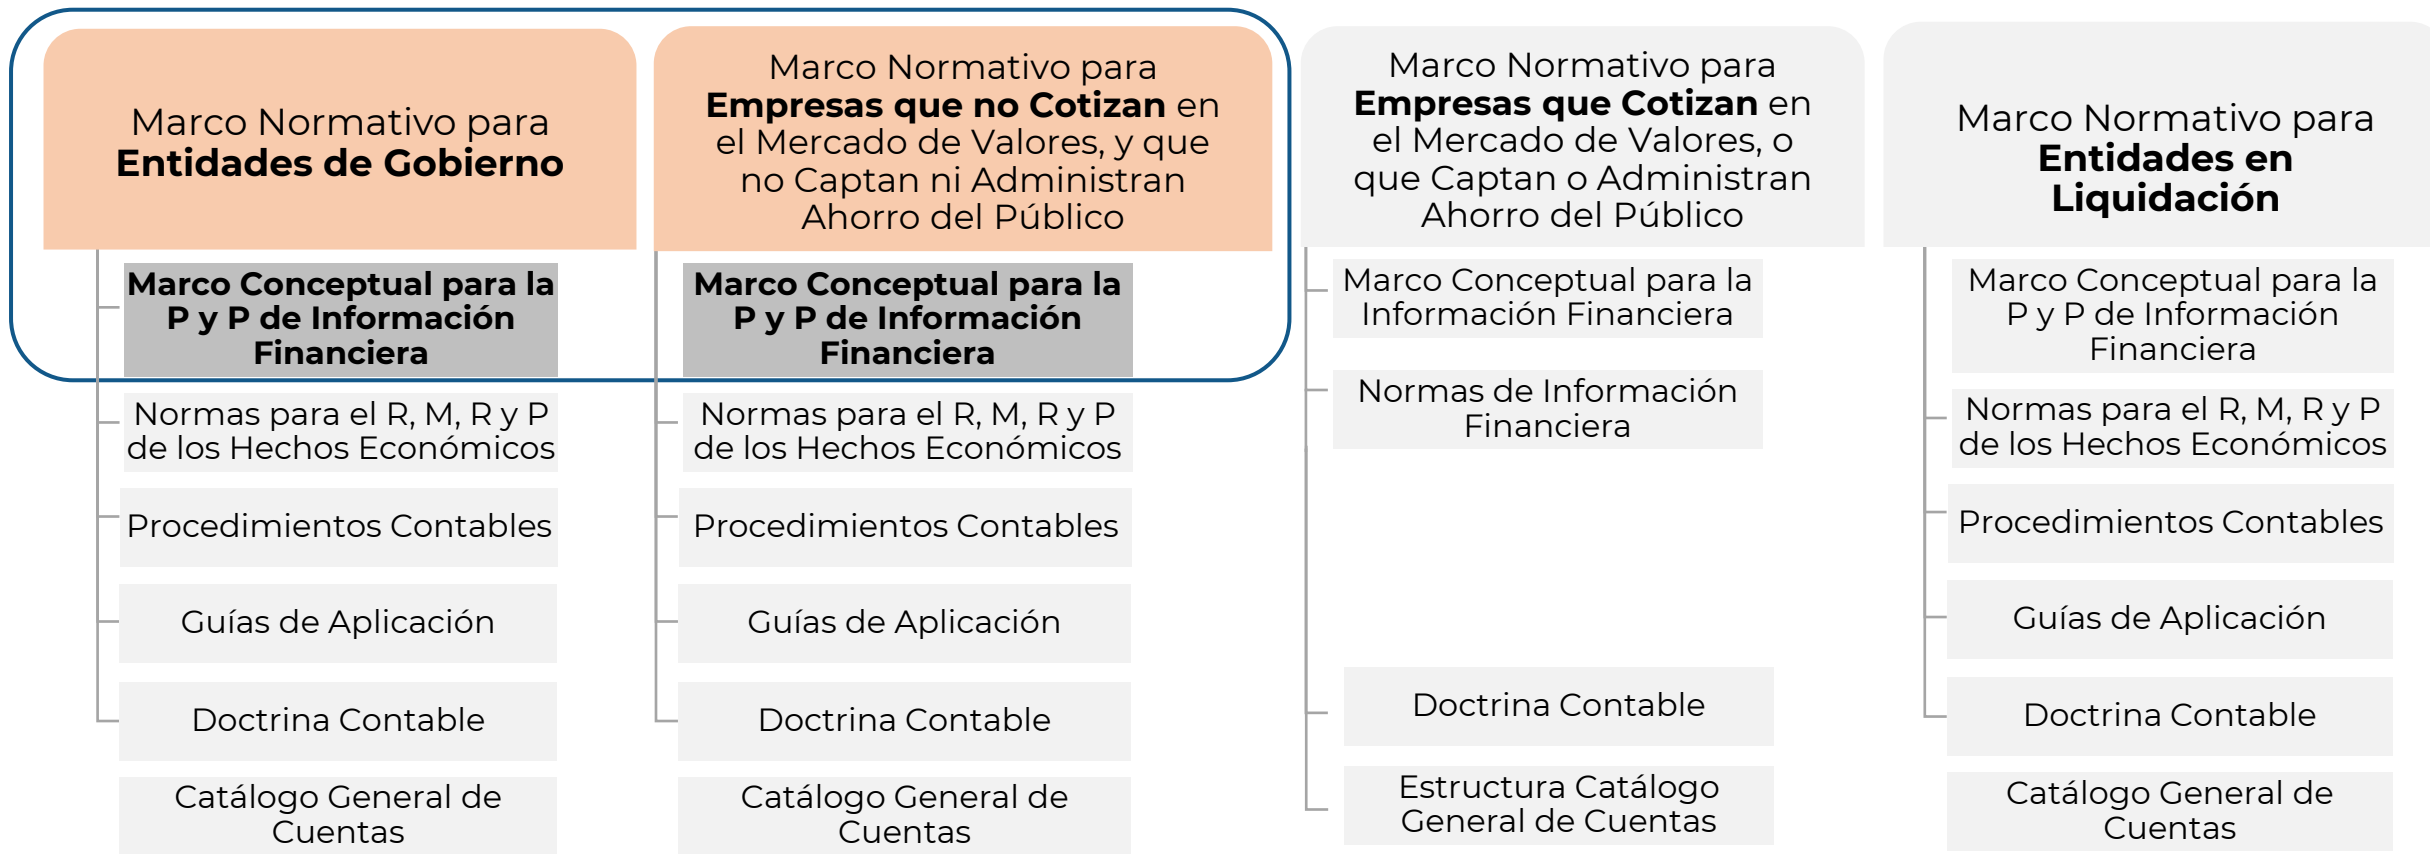 Marco Normativo para
Entidades de Gobierno
Marco Conceptual para la
P y P de Información
Financiera
Normas para el R, M, R y P
de los Hechos Económicos
Procedimientos Contables
Guías de Aplicación
Doctrina Contable
Catálogo General de
Cuentas
Marco Normativo para
Empresas que no Cotizan en
el Mercado de Valores, y que
no Captan ni Administran
Ahorro del Público
Marco Conceptual para la
P y P de Información
Financiera
Normas para el R, M, R y P
de los Hechos Económicos
Procedimientos Contables
Guías de Aplicación
Doctrina Contable
Catálogo General de
Cuentas
Marco Normativo para
Empresas que Cotizan en
el Mercado de Valores, o
que Captan o Administran
Ahorro del Público
Marco Conceptual para la
Información Financiera
Normas de Información
Financiera
Doctrina Contable
Estructura Catálogo
General de Cuentas
Marco Normativo para
Entidades en
Liquidación
Marco Conceptual para la
P y P de Información
Financiera
Normas para el R, M, R y P
de los Hechos Económicos
Procedimientos Contables
Guías de Aplicación
Doctrina Contable
Catálogo General de
Cuentas